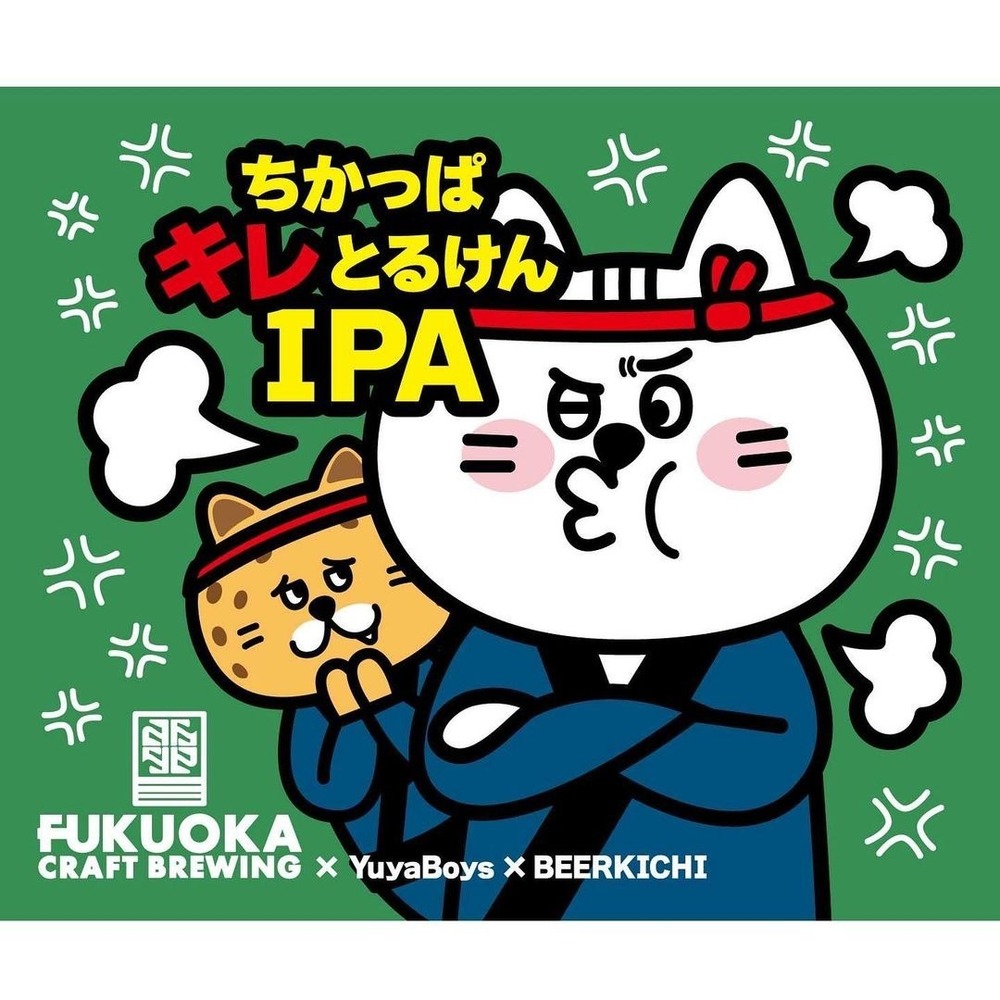 ちかっぱ
キレとるけん
IPA
FUKUOKA
CRAFT BREWING × YuyaBoys × BEERKICHI